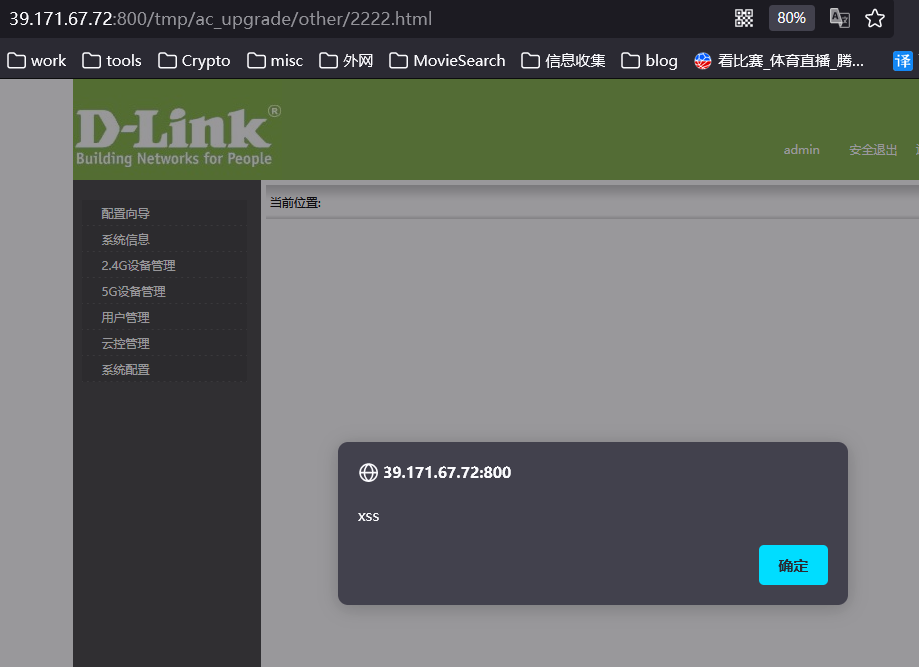 39.171.67.72:800/tmp/ac_upgrade/other/2222.html 80%
work tools Crypto misc 外网 MovieSearch 信息收集 blog 看比赛_体育直播_腾... 译
D-Link®
Building Networks for People
admin 安全退出
当前位置:
配置向导
系统信息
2.4G设备管理
5G设备管理
用户管理
云控管理
系统配置
39.171.67.72:800
xss
确定